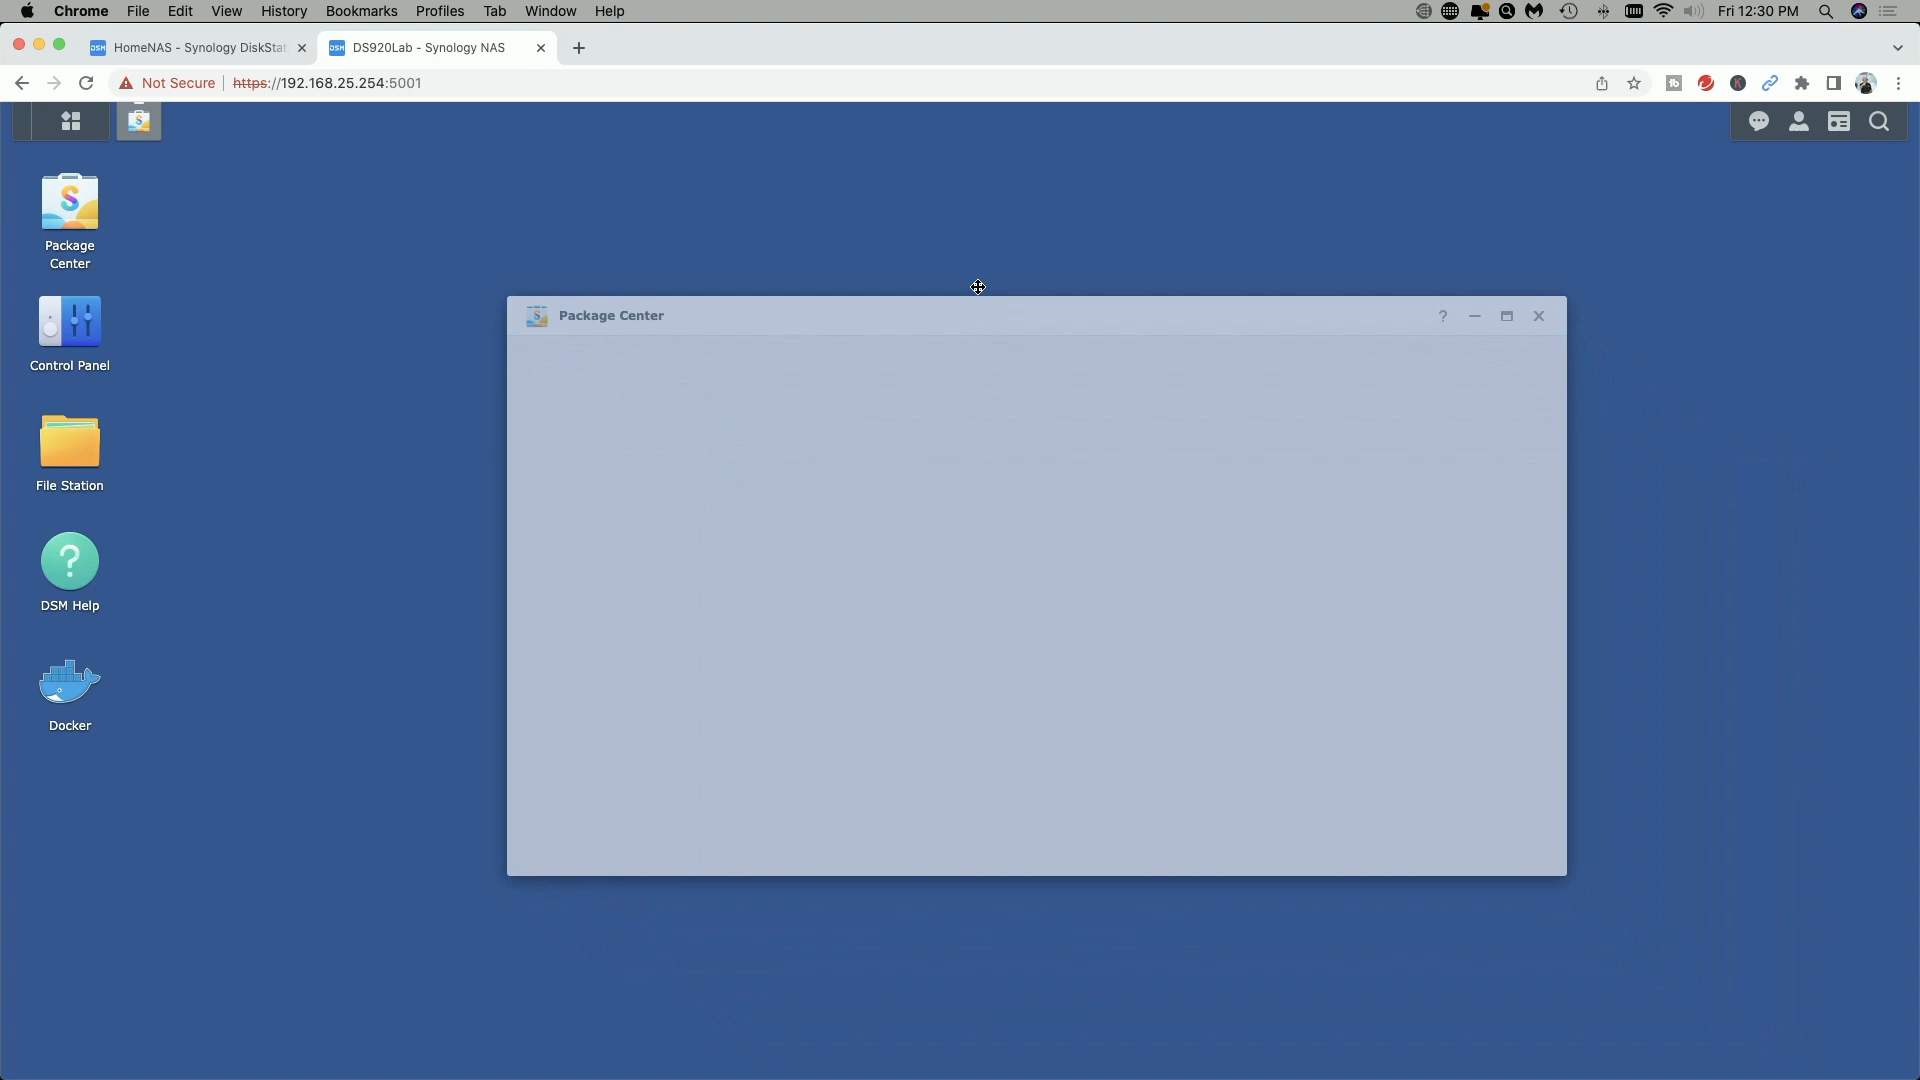 Chrome File Edit View History Bookmarks Profiles Tab Window Help Fri 12:30 PM
DSM HomeNAS - Synology DiskStat DSM DS920Lab - Synology NAS
Not Secure https://192.168.25.254:5001
Package
Center
Control Panel
File Station
DSM Help
Docker
Package Center